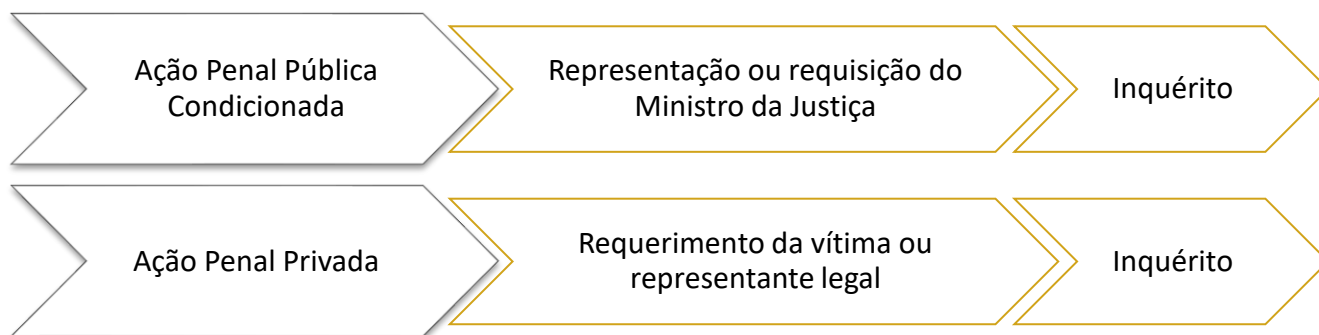 Ação Penal Pública
Condicionada
Representação ou requisição do
Ministro da Justiça
Inquérito
Ação Penal Privada
Requerimento da vítima ou
representante legal
Inquérito